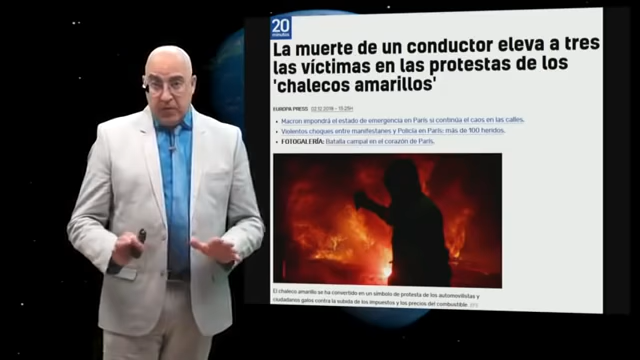 20
minutos
La muerte de un conductor eleva a tres
las víctimas en las protestas de los
'chalecos amarillos'
EUROPA PRESS 02.12.2018 - 15:25H
• Macron impondrá el estado de emergencia en París si continúa el caos en las calles.
• Violentos choques entre manifestanes y Policía en París: más de 100 heridos.
• FOTOGALERÍA: Batalla campal en el corazón de París.
El chaleco amarillo se ha convertido en un símbolo de protesta de los automovilistas y
ciudadanos galos contra la subida de los impuestos y los precios del combustible